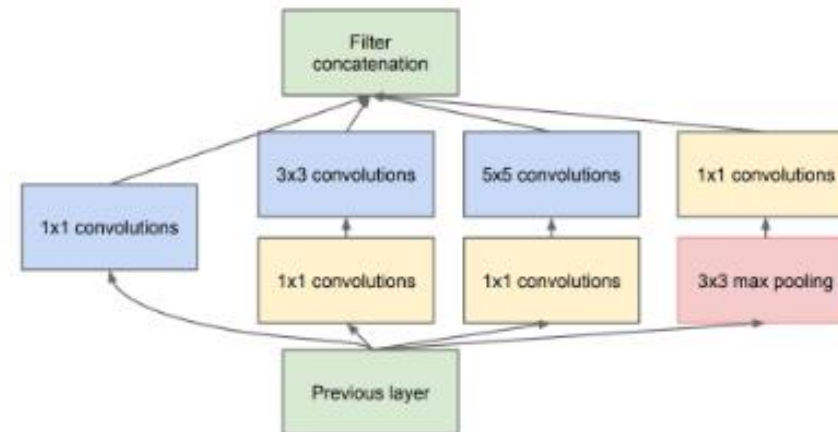 Filter
concatenation
3x3 convolutions
5x5 convolutions
1x1 convolutions
1x1 convolutions
1x1 convolutions
1x1 convolutions
3x3 max pooling
Previous layer